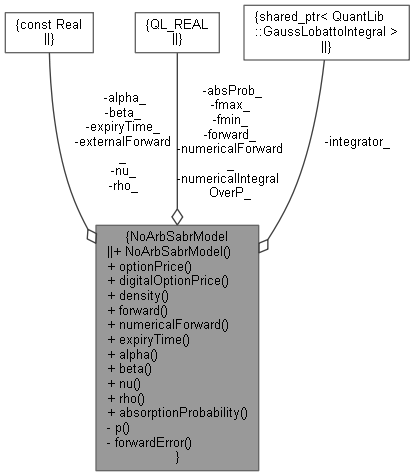 {const Real
||}
{QL_REAL
||}
{shared_ptr< QuantLib
::GaussLobattoIntegral >
||}
-alpha_
-beta_
-expiryTime_
-externalForward
_
-nu_
-rho_
-absProb_
-fmax_
-fmin_
-forward_
-numericalForward
_
-numericalIntegral
OverP_
-integrator_
{NoArbSabrModel
||+ NoArbSabrModel()
+ optionPrice()
+ digitalOptionPrice()
+ density()
+ forward()
+ numericalForward()
+ expiryTime()
+ alpha()
+ beta()
+ nu()
+ rho()
+ absorptionProbability()
- p()
- forwardError()
}